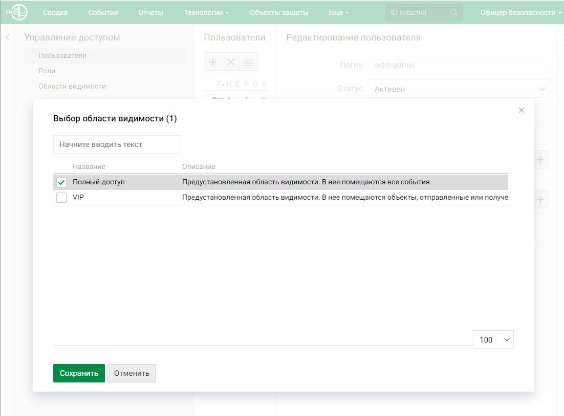 Сводка
События
Отчеты
Технологии
Объекты защиты
Еще
ID события
Офицер безопасности
Управление доступом
Пользователи
Редактирование пользователя
Пользователи
Роли
Области видимости
Логин
iwtm-admin
Статус
Активен
Выбор области видимости (1)
Начните вводить текст
Название
Описание
Полный доступ
Предустановленная область видимости. В нее помещаются все события.
VIP
Предустановленная область видимости. В нее помещаются объекты, отправленные или получе
100
Сохранить
Отменить